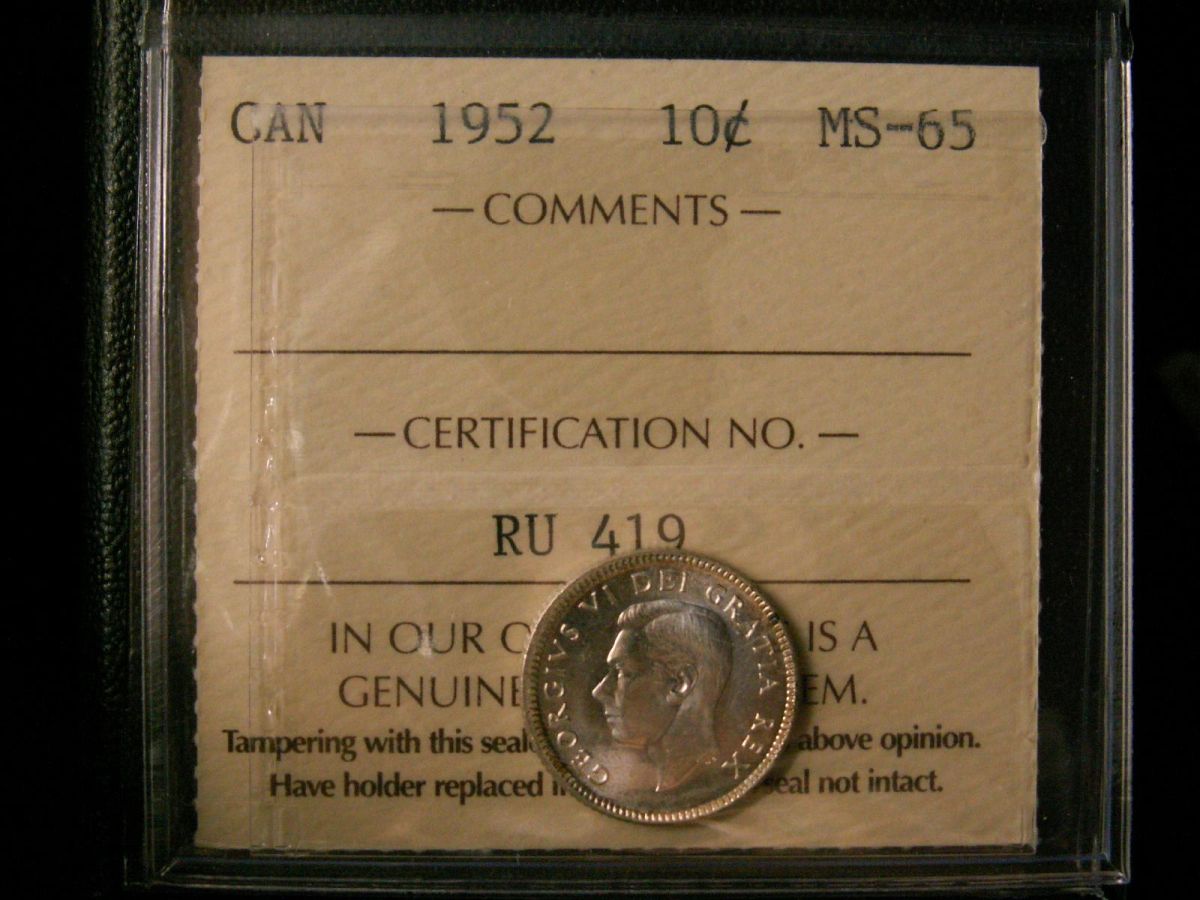 CAN 1952 10¢ MS-65
— COMMENTS —
— CERTIFICATION NO. —
RU 419
IN OUR O IS A
GENUINE EM.
Tampering with this seal above opinion.
Have holder replaced i seal not intact.
GEORGIVS VI DEI GRATIA REX